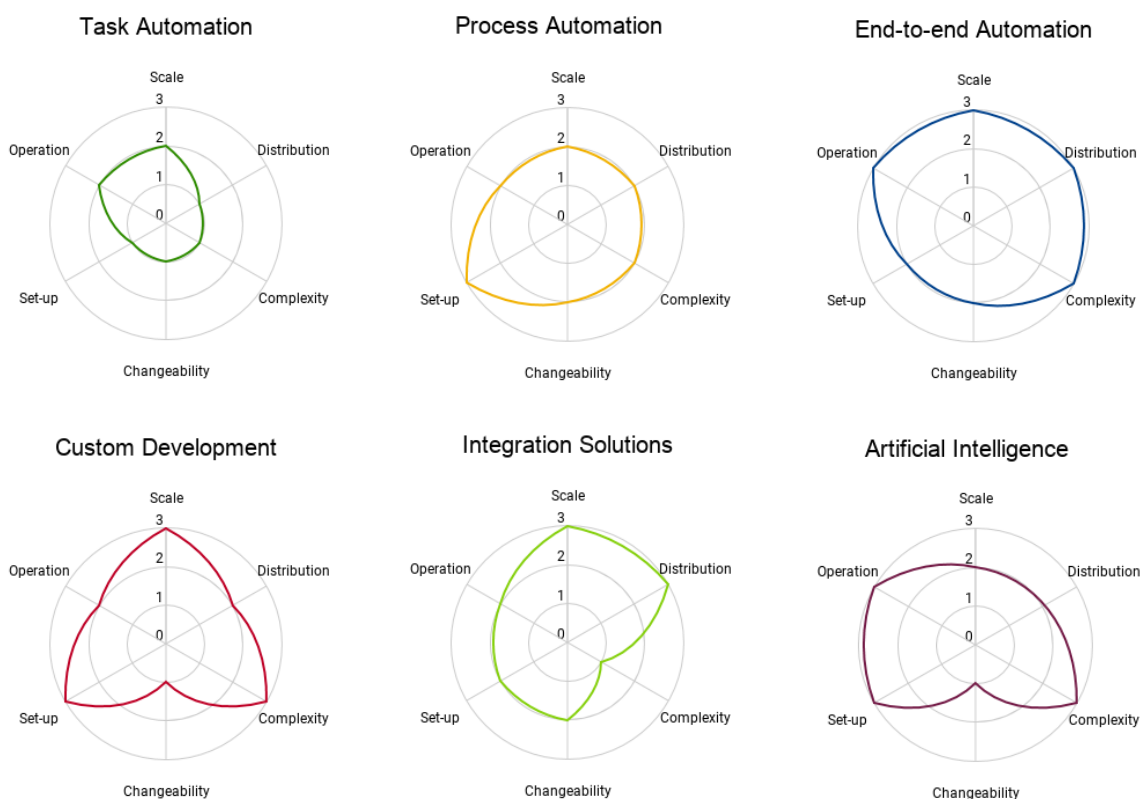 Task Automation
Scale
3
2
1
0
Operation
Distribution
Set-up
Complexity
Changeability
Process Automation
Scale
3
2
1
0
Operation
Distribution
Set-up
Complexity
Changeability
End-to-end Automation
Scale
3
2
1
0
Operation
Distribution
Set-up
Complexity
Changeability
Custom Development
Scale
3
2
1
0
Operation
Distribution
Set-up
Complexity
Changeability
Integration Solutions
Scale
3
2
1
0
Operation
Distribution
Set-up
Complexity
Changeability
Artificial Intelligence
Scale
3
2
1
0
Operation
Distribution
Set-up
Complexity
Changeability